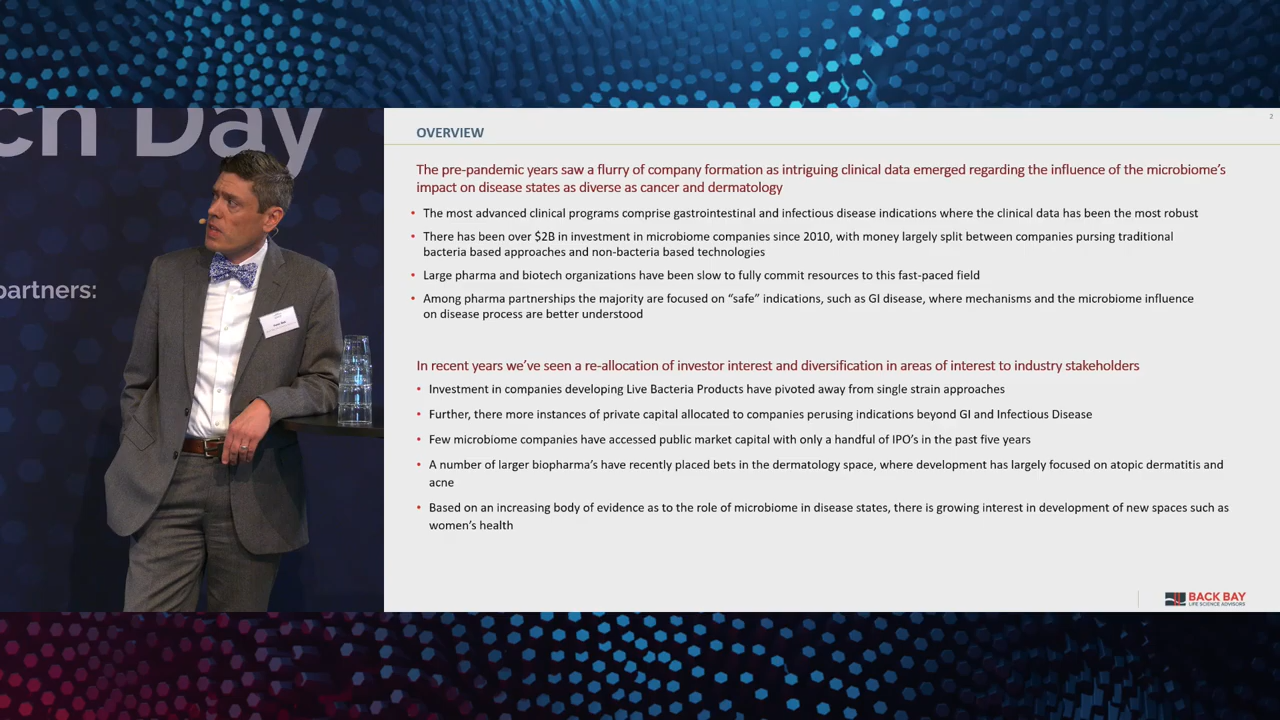 ch Day
partners:
2
OVERVIEW
The pre-pandemic years saw a flurry of company formation as intriguing clinical data emerged regarding the influence of the microbiome's
impact on disease states as diverse as cancer and dermatology
• The most advanced clinical programs comprise gastrointestinal and infectious disease indications where the clinical data has been the most robust
• There has been over $2B in investment in microbiome companies since 2010, with money largely split between companies pursing traditional
bacteria based approaches and non-bacteria based technologies
• Large pharma and biotech organizations have been slow to fully commit resources to this fast-paced field
• Among pharma partnerships the majority are focused on “safe” indications, such as GI disease, where mechanisms and the microbiome influence
on disease process are better understood
In recent years we've seen a re-allocation of investor interest and diversification in areas of interest to industry stakeholders
• Investment in companies developing Live Bacteria Products have pivoted away from single strain approaches
• Further, there more instances of private capital allocated to companies perusing indications beyond GI and Infectious Disease
• Few microbiome companies have accessed public market capital with only a handful of IPO's in the past five years
• A number of larger biopharma's have recently placed bets in the dermatology space, where development has largely focused on atopic dermatitis and
acne
• Based on an increasing body of evidence as to the role of microbiome in disease states, there is growing interest in development of new spaces such as
women's health
BACK BAY
LIFE SCIENCE ADVISORS